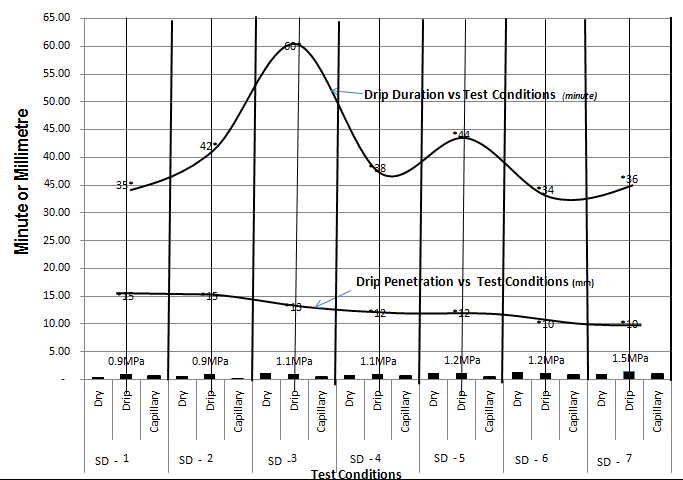 65.00
60.00
55.00
50.00
45.00
40.00
35.00
30.00
25.00
20.00
15.00
10.00
5.00
-
Minute or Millimetre
60
Drip Duration vs Test Conditions (minute)
44
42
38
35
34
36
Drip Penetration vs Test Conditions (mm)
15 15 13 12 12 10 10
0.9MPa 0.9MPa 1.1MPa 1.1MPa 1.2MPa 1.2MPa 1.5MPa
Dry Drip Capillary Dry Drip Capillary Dry Drip Capillary Dry Drip Capillary Dry Drip Capillary Dry Drip Capillary Dry Drip Capillary
SD - 1 SD - 2 SD -3 SD -4 SD -5 SD - 6 SD - 7
Test Conditions